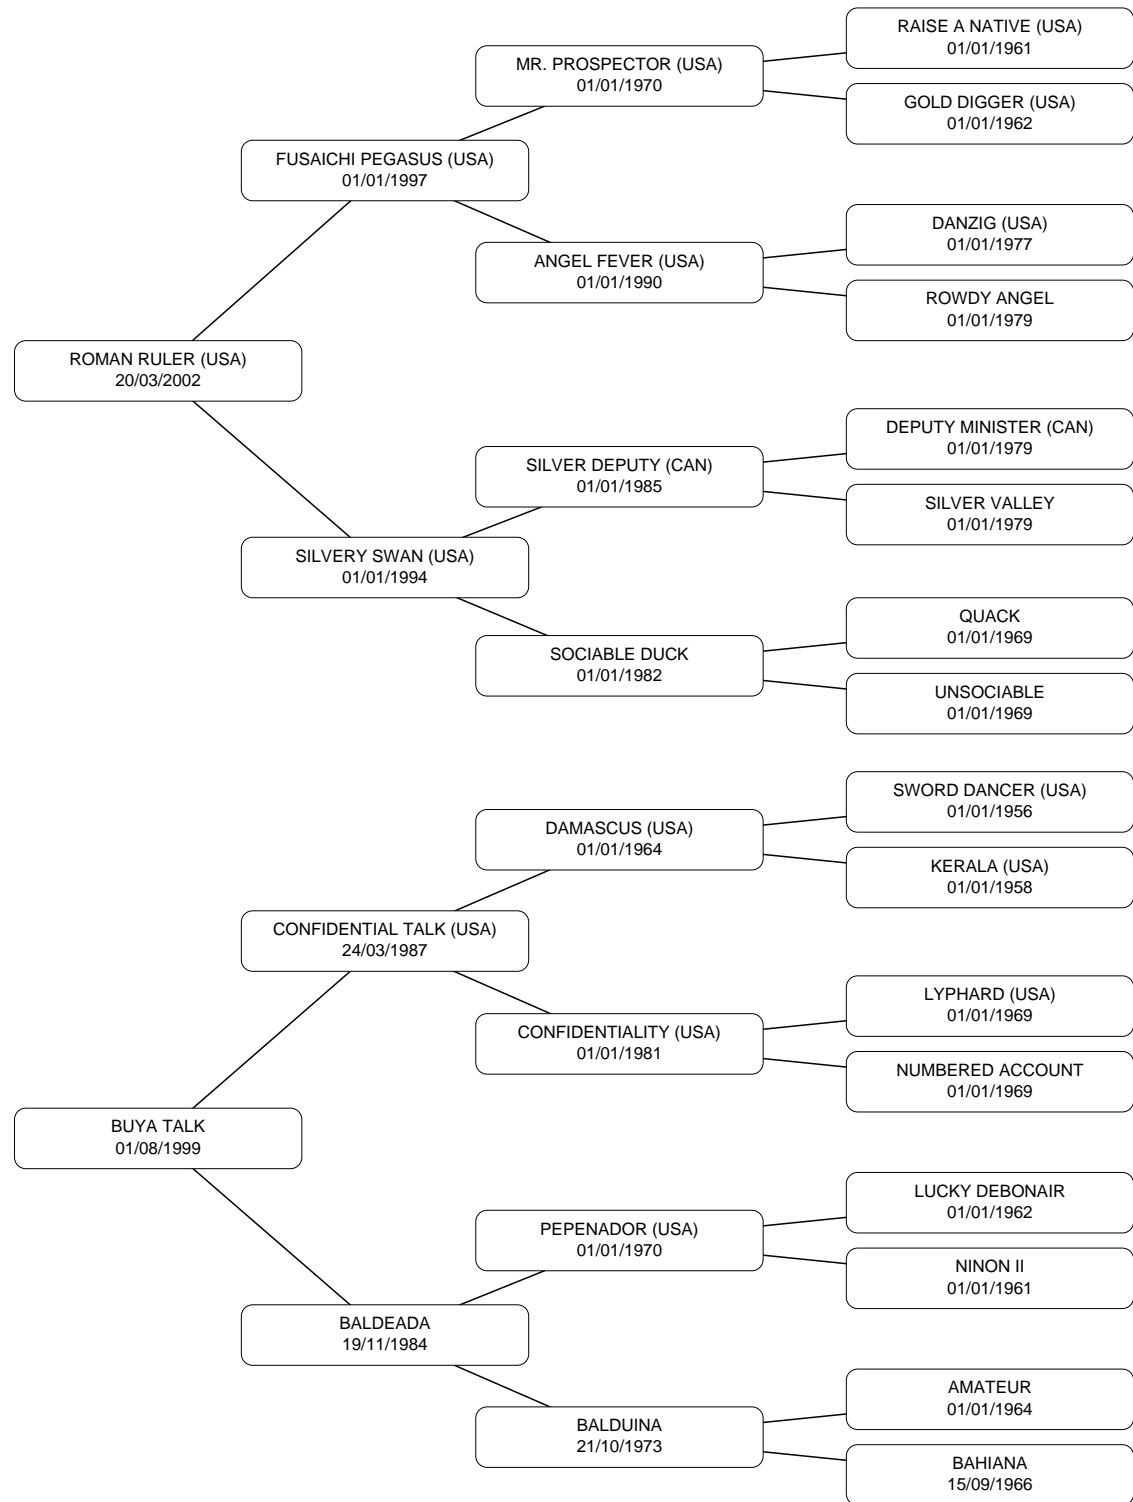 RAISE A NATIVE (USA)
01/01/1961
MR. PROSPECTOR (USA)
01/01/1970
GOLD DIGGER (USA)
01/01/1962
FUSAICHI PEGASUS (USA)
01/01/1997
DANZIG (USA)
01/01/1977
ANGEL FEVER (USA)
01/01/1990
ROWDY ANGEL
01/01/1979
ROMAN RULER (USA)
20/03/2002
DEPUTY MINISTER (CAN)
01/01/1979
SILVER DEPUTY (CAN)
01/01/1985
SILVER VALLEY
01/01/1979
SILVERY SWAN (USA)
01/01/1994
QUACK
01/01/1969
SOCIABLE DUCK
01/01/1982
UNSOCIABLE
01/01/1969
SWORD DANCER (USA)
01/01/1956
DAMASCUS (USA)
01/01/1964
KERALA (USA)
01/01/1958
CONFIDENTIAL TALK (USA)
24/03/1987
LYPHARD (USA)
01/01/1969
CONFIDENTIALITY (USA)
01/01/1981
NUMBERED ACCOUNT
01/01/1969
BUYA TALK
01/08/1999
LUCKY DEBONAIR
01/01/1962
PEPENADOR (USA)
01/01/1970
NINON II
01/01/1961
BALDEADA
19/11/1984
AMATEUR
01/01/1964
BALDUINA
21/10/1973
BAHIANA
15/09/1966